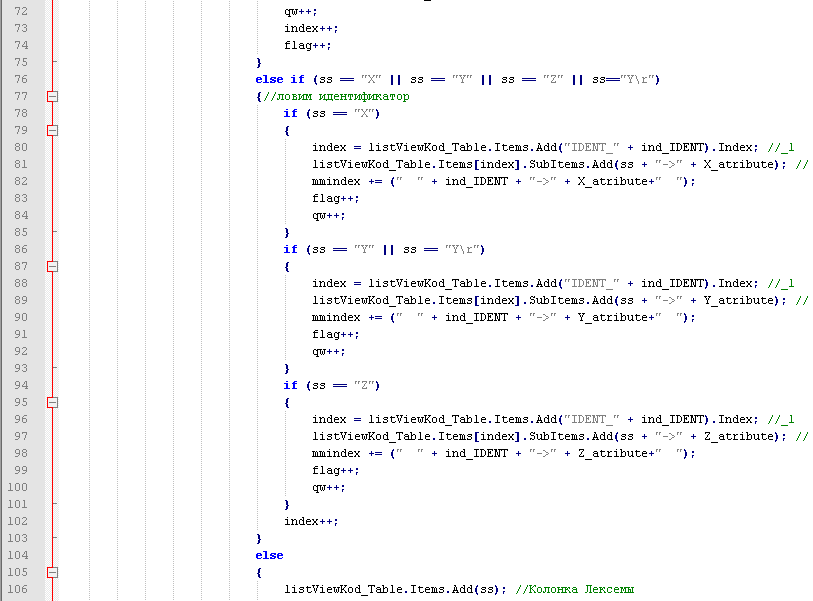 72 qw++;
73 index++;
74 flag++;
75 }
76 else if (ss == "X" || ss == "Y" || ss == "Z" || ss=="Y\r")
77 {//ловим идентификатор
78 if (ss == "X")
79 {
80 index = listViewKod_Table.Items.Add("IDENT_" + ind_IDENT).Index; //_l
81 listViewKod_Table.Items[index].SubItems.Add(ss + "->" + X_atribute); //
82 mmindex += ("  " + ind_IDENT + "->" + X_atribute+"  ");
83 flag++;
84 qw++;
85 }
86 if (ss == "Y" || ss == "Y\r")
87 {
88 index = listViewKod_Table.Items.Add("IDENT_" + ind_IDENT).Index; //_l
89 listViewKod_Table.Items[index].SubItems.Add(ss + "->" + Y_atribute); //
90 mmindex += ("  " + ind_IDENT + "->" + Y_atribute+"  ");
91 flag++;
92 qw++;
93 }
94 if (ss == "Z")
95 {
96 index = listViewKod_Table.Items.Add("IDENT_" + ind_IDENT).Index; //_l
97 listViewKod_Table.Items[index].SubItems.Add(ss + "->" + Z_atribute); //
98 mmindex += ("  " + ind_IDENT + "->" + Z_atribute+"  ");
99 flag++;
100 qw++;
101 }
102 index++;
103 }
104 else
105 {
106 listViewKod_Table.Items.Add(ss); //Колонка Лексемы